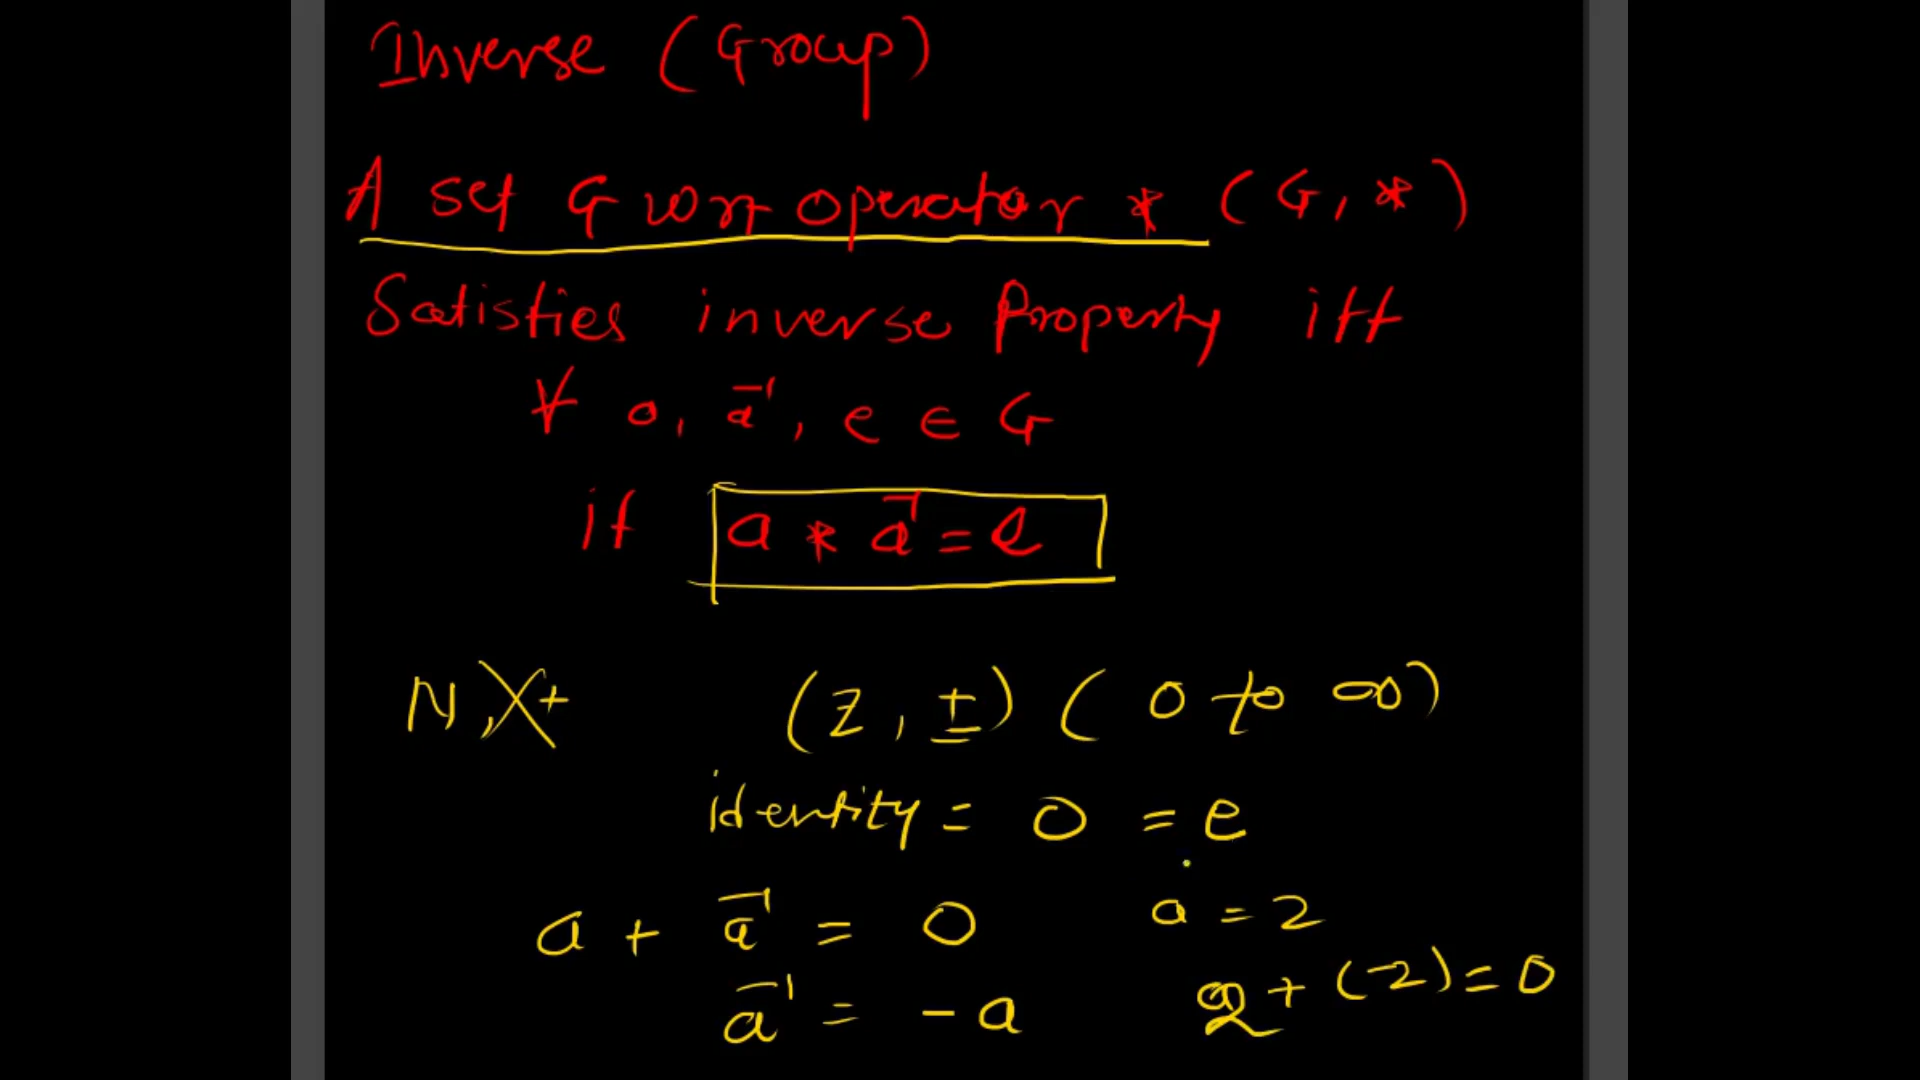 Inverse (Group)
A set G wrt operator * (G, *)
Satisfies inverse Property iff
∀ a, a⁻¹, e ∈ G
if a * a⁻¹ = e
N, + (Z, ±) (0 to ∞)
identity = 0 = e
a + a⁻¹ = 0 a = 2
a⁻¹ = -a 2 + (-2) = 0